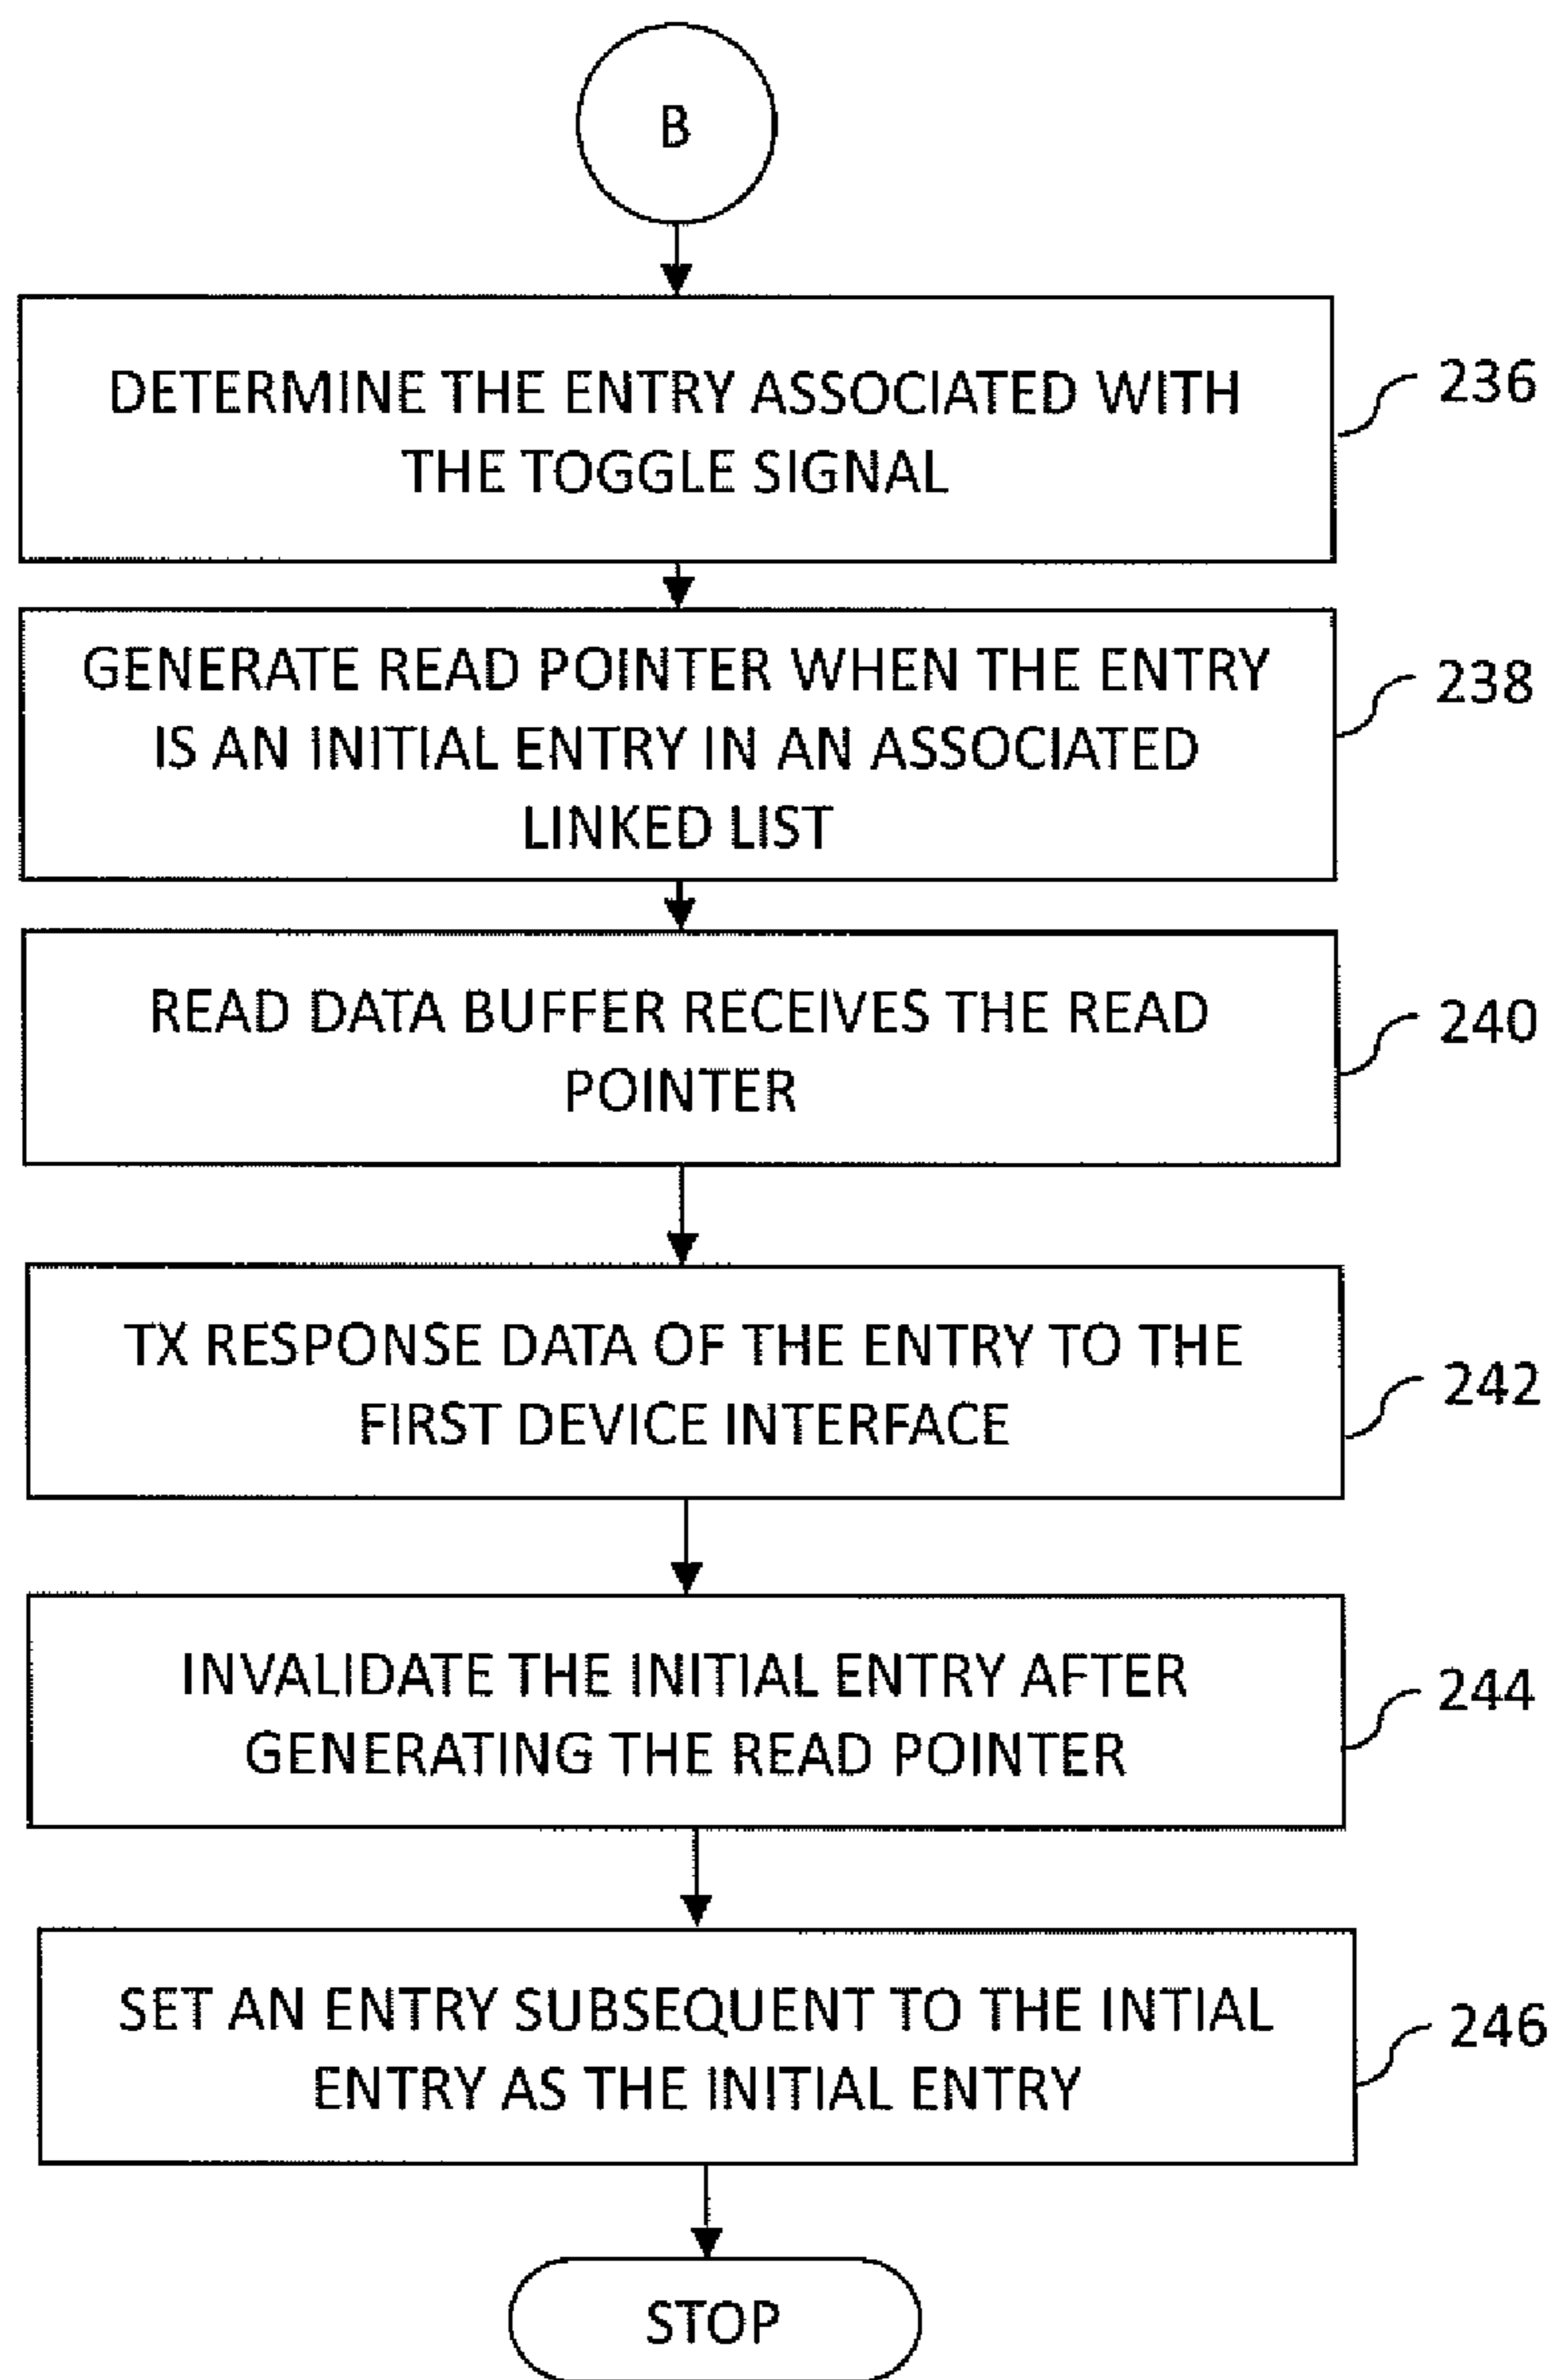 B
DETERMINE THE ENTRY ASSOCIATED WITH
THE TOGGLE SIGNAL
236
GENERATE READ POINTER WHEN THE ENTRY
IS AN INITIAL ENTRY IN AN ASSOCIATED
LINKED LIST
238
READ DATA BUFFER RECEIVES THE READ
POINTER
240
TX RESPONSE DATA OF THE ENTRY TO THE
FIRST DEVICE INTERFACE
242
INVALIDATE THE INITIAL ENTRY AFTER
GENERATING THE READ POINTER
244
SET AN ENTRY SUBSEQUENT TO THE INTIAL
ENTRY AS THE INITIAL ENTRY
246
STOP